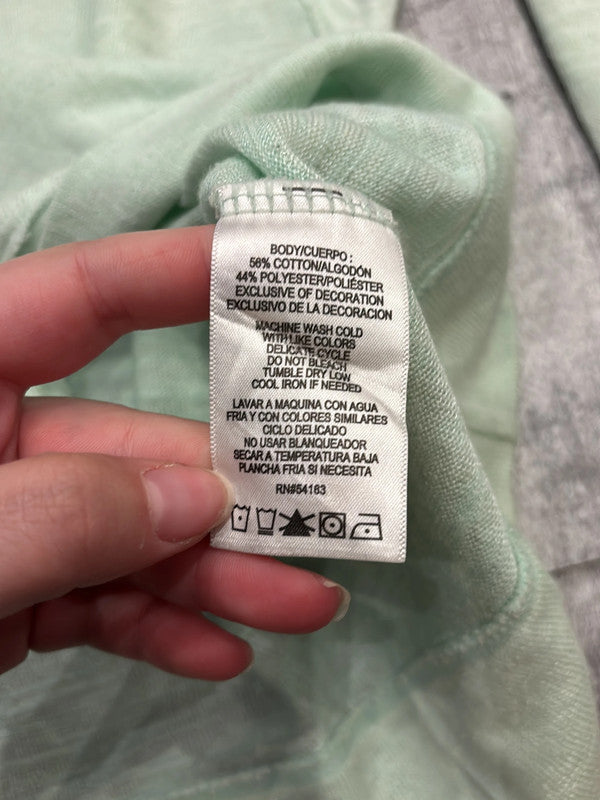 BODY/CUERPO :
56% COTTON/ALGODÓN
44% POLYESTER/POLIÉSTER
EXCLUSIVE OF DECORATION
EXCLUSIVO DE LA DECORACION
MACHINE WASH COLD
WITH LIKE COLORS
DELICATE CYCLE
DO NOT BLEACH
TUMBLE DRY LOW
COOL IRON IF NEEDED
LAVAR A MAQUINA CON AGUA
FRIA Y CON COLORES SIMILARES
CICLO DELICADO
NO USAR BLANQUEADOR
SECAR A TEMPERATURA BAJA
PLANCHA FRIA SI NECESITA
RN#54163